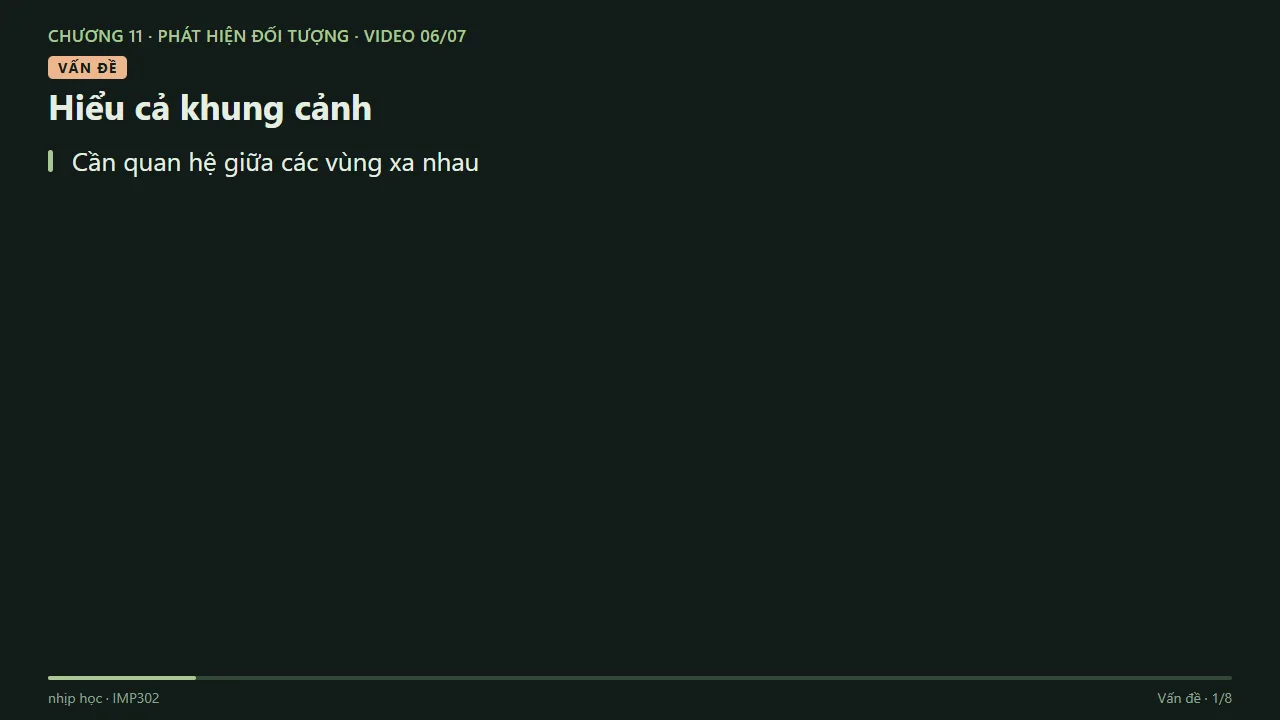 CHƯƠNG 11 · PHÁT HIỆN ĐỐI TƯỢNG · VIDEO 06/07
VẤN ĐỀ
Hiểu cả khung cảnh
Cần quan hệ giữa các vùng xa nhau
nhịp học · IMP302
Vấn đề · 1/8